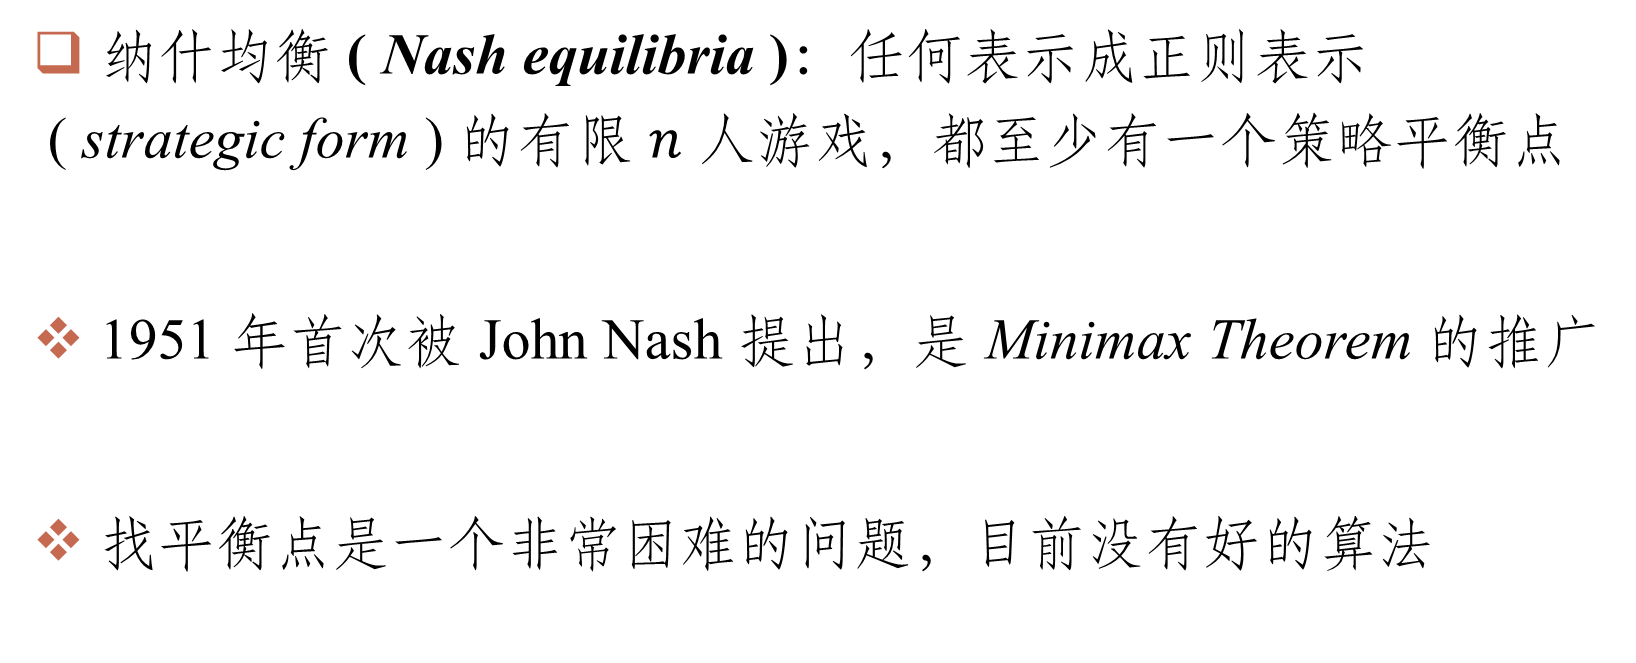 纳什均衡 ( Nash equilibria )：任何表示成正则表示
( strategic form ) 的有限 n 人游戏，都至少有一个策略平衡点
1951 年首次被 John Nash 提出，是 Minimax Theorem 的推广
找平衡点是一个非常困难的问题，目前没有好的算法